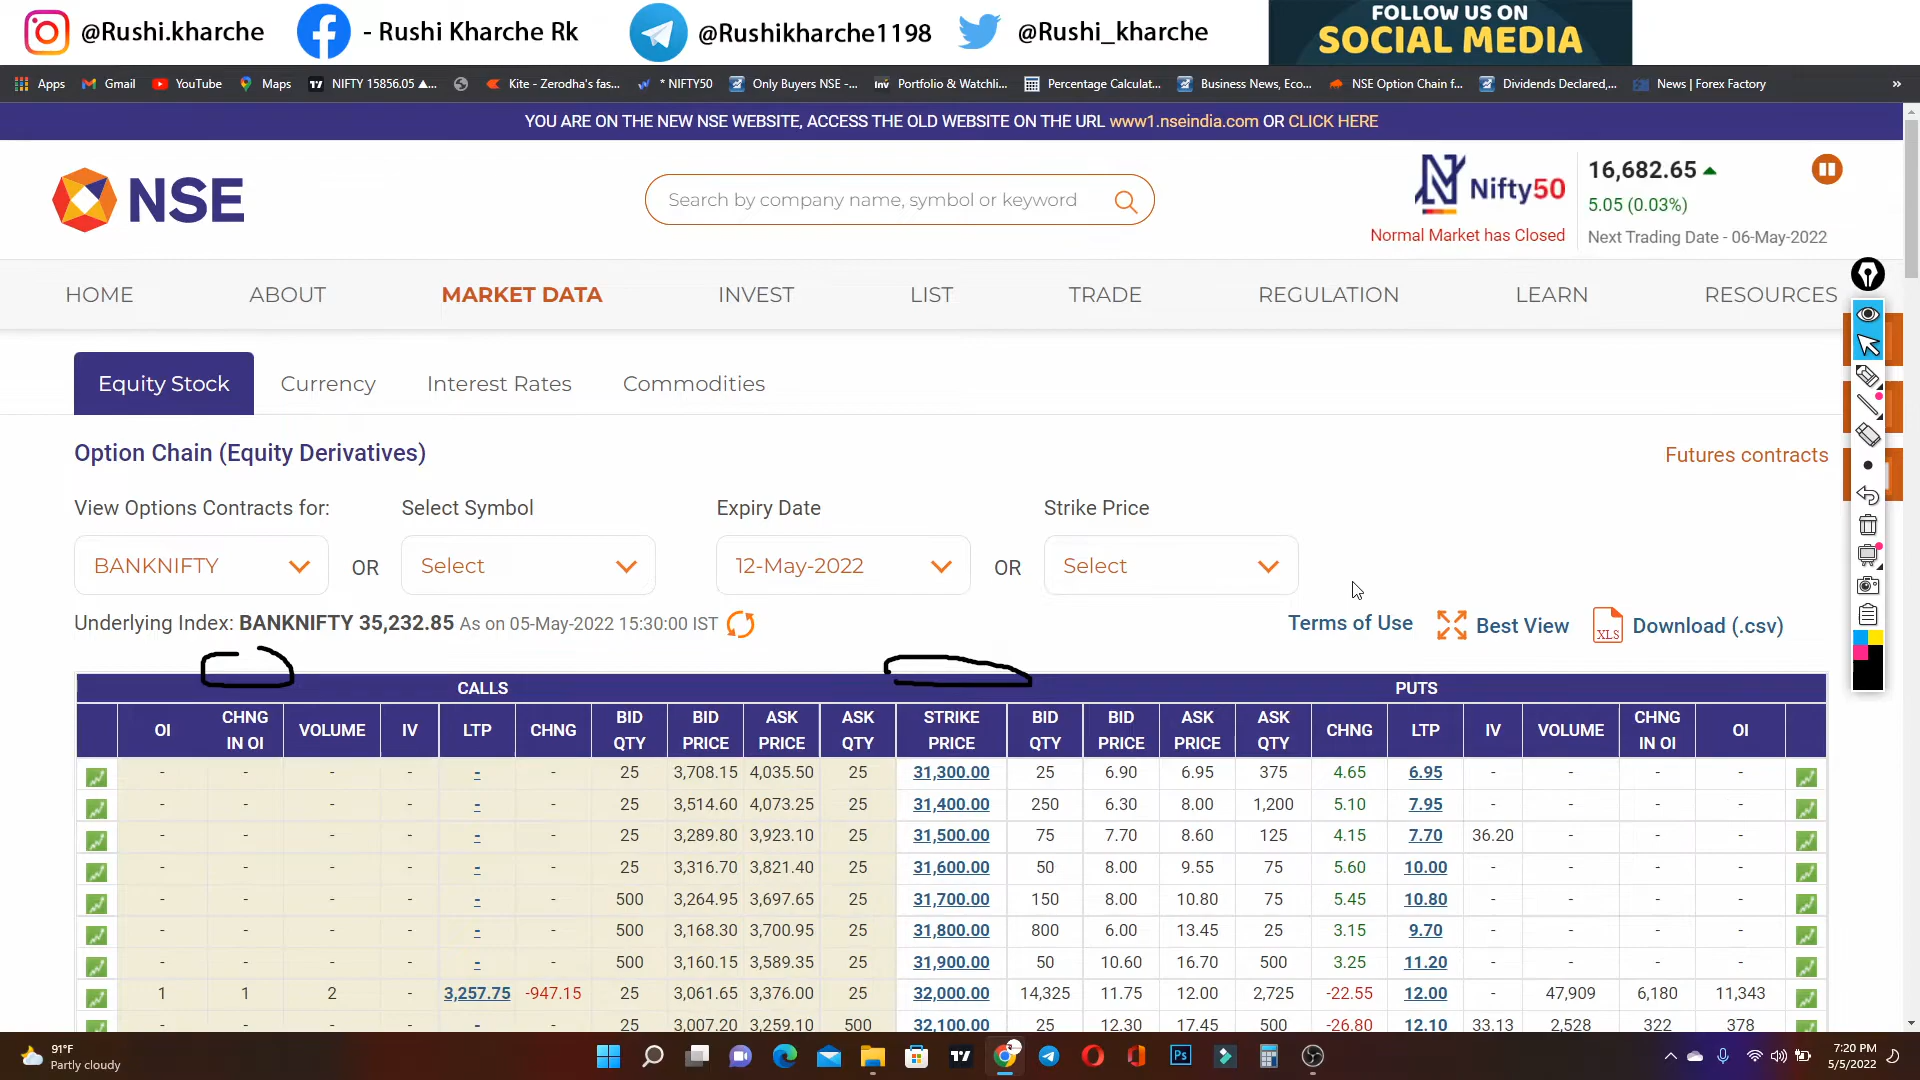 @Rushi.kharche - Rushi Kharche Rk @Rushikharche1198 @Rushi_kharche FOLLOW US ON
SOCIAL MEDIA
Apps Gmail YouTube Maps NIFTY 15856.05 ▲... Kite - Zerodha's fas... * NIFTY50 Only Buyers NSE -... Inv Portfolio & Watchli... Percentage Calculat... Business News, Eco... NSE Option Chain f... Dividends Declared,... News | Forex Factory »
YOU ARE ON THE NEW NSE WEBSITE, ACCESS THE OLD WEBSITE ON THE URL www1.nseindia.com OR CLICK HERE
NSE Search by company name, symbol or keyword Nifty50 16,682.65 ▲
5.05 (0.03%)
Normal Market has Closed Next Trading Date - 06-May-2022
HOME ABOUT MARKET DATA INVEST LIST TRADE REGULATION LEARN RESOURCES
Equity Stock Currency Interest Rates Commodities
Option Chain (Equity Derivatives) Futures contracts
View Options Contracts for: Select Symbol Expiry Date Strike Price
BANKNIFTY OR Select 12-May-2022 OR Select
Underlying Index: BANKNIFTY 35,232.85 As on 05-May-2022 15:30:00 IST Terms of Use Best View XLS Download (.csv)
CALLS PUTS
OI CHNG IN OI VOLUME IV LTP CHNG BID QTY BID PRICE ASK PRICE ASK QTY STRIKE PRICE BID QTY BID PRICE ASK PRICE ASK QTY CHNG LTP IV VOLUME CHNG IN OI OI
- - - - - - 25 3,708.15 4,035.50 25 31,300.00 25 6.90 6.95 375 4.65 6.95 - - - -
- - - - - - 25 3,514.60 4,073.25 25 31,400.00 250 6.30 8.00 1,200 5.10 7.95 - - - -
- - - - - - 25 3,289.80 3,923.10 25 31,500.00 75 7.70 8.60 125 4.15 7.70 36.20 - - -
- - - - - - 25 3,316.70 3,821.40 25 31,600.00 50 8.00 9.55 75 5.60 10.00 - - - -
- - - - - - 500 3,264.95 3,697.65 25 31,700.00 150 8.00 10.80 75 5.45 10.80 - - - -
- - - - - - 500 3,168.30 3,700.95 25 31,800.00 800 6.00 13.45 25 3.15 9.70 - - - -
- - - - - - 500 3,160.15 3,589.35 25 31,900.00 50 10.60 16.70 500 3.25 11.20 - - - -
1 1 2 - 3,257.75 -947.15 25 3,061.65 3,376.00 25 32,000.00 14,325 11.75 12.00 2,725 -22.55 12.00 - 47,909 6,180 11,343
- - - - - - 25 3,007.20 3,259.10 500 32,100.00 25 12.30 17.45 500 -26.80 12.10 33.13 2,528 322 378
91°F
Partly cloudy
7:20 PM
5/5/2022